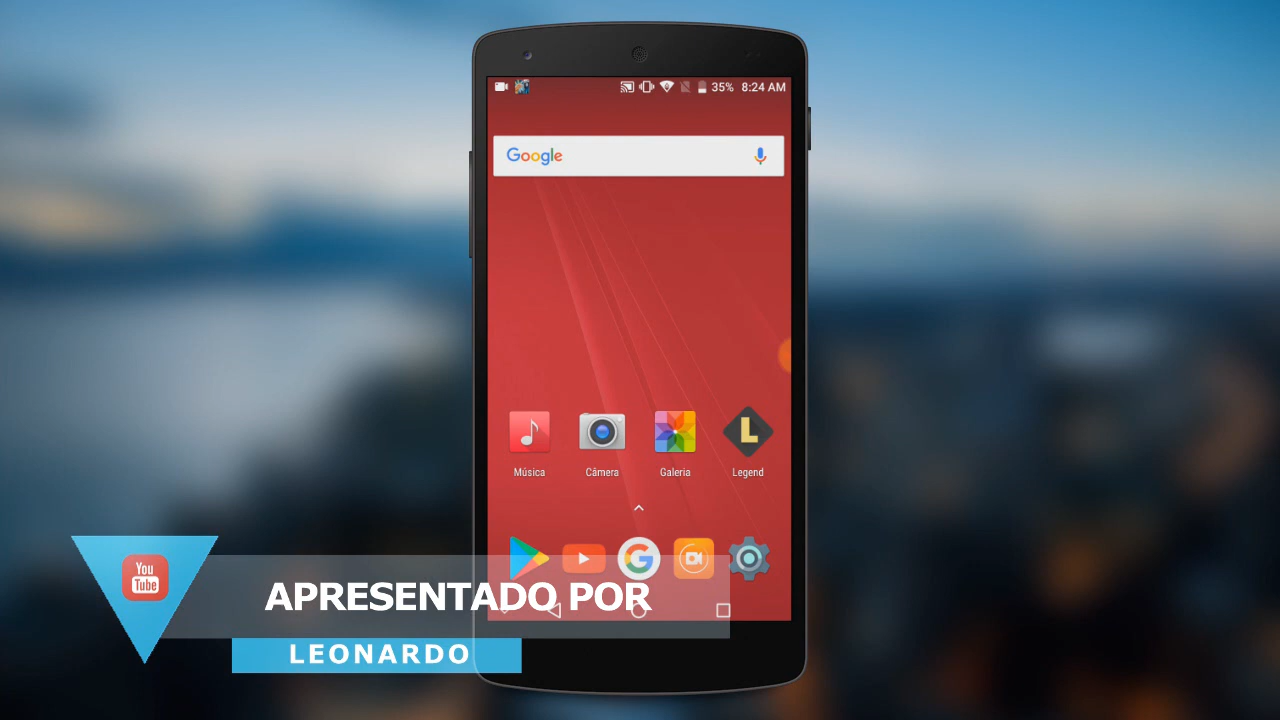 35% 8:24 AM
Google
L
Música Câmera Galeria Legend
You
Tube
G
APRESENTADO POR
LEONARDO